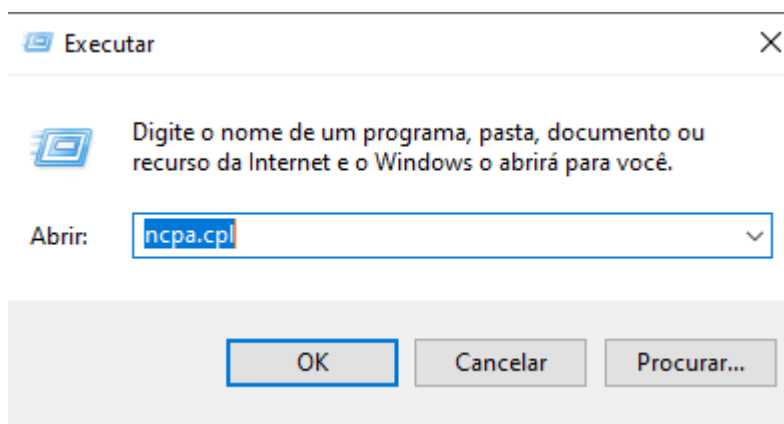 Executar
Digite o nome de um programa, pasta, documento ou
recurso da Internet e o Windows o abrirá para você.
Abrir: ncpa.cpl
OK Cancelar Procurar...